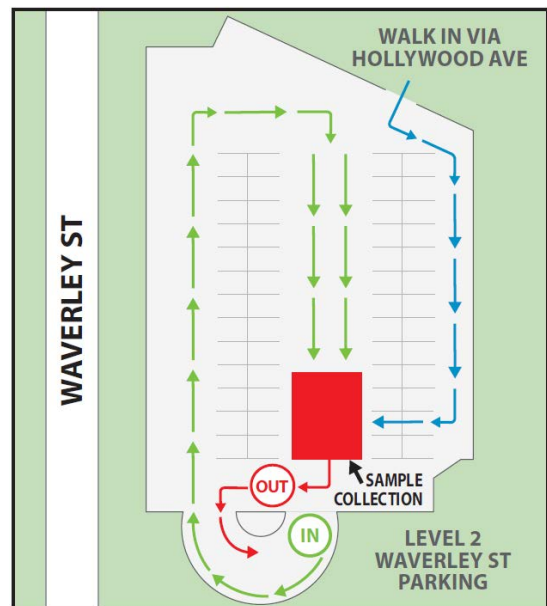 WALK IN VIA
HOLLYWOOD AVE
WAVERLEY ST
OUT
SAMPLE
COLLECTION
IN
LEVEL 2
WAVERLEY ST
PARKING